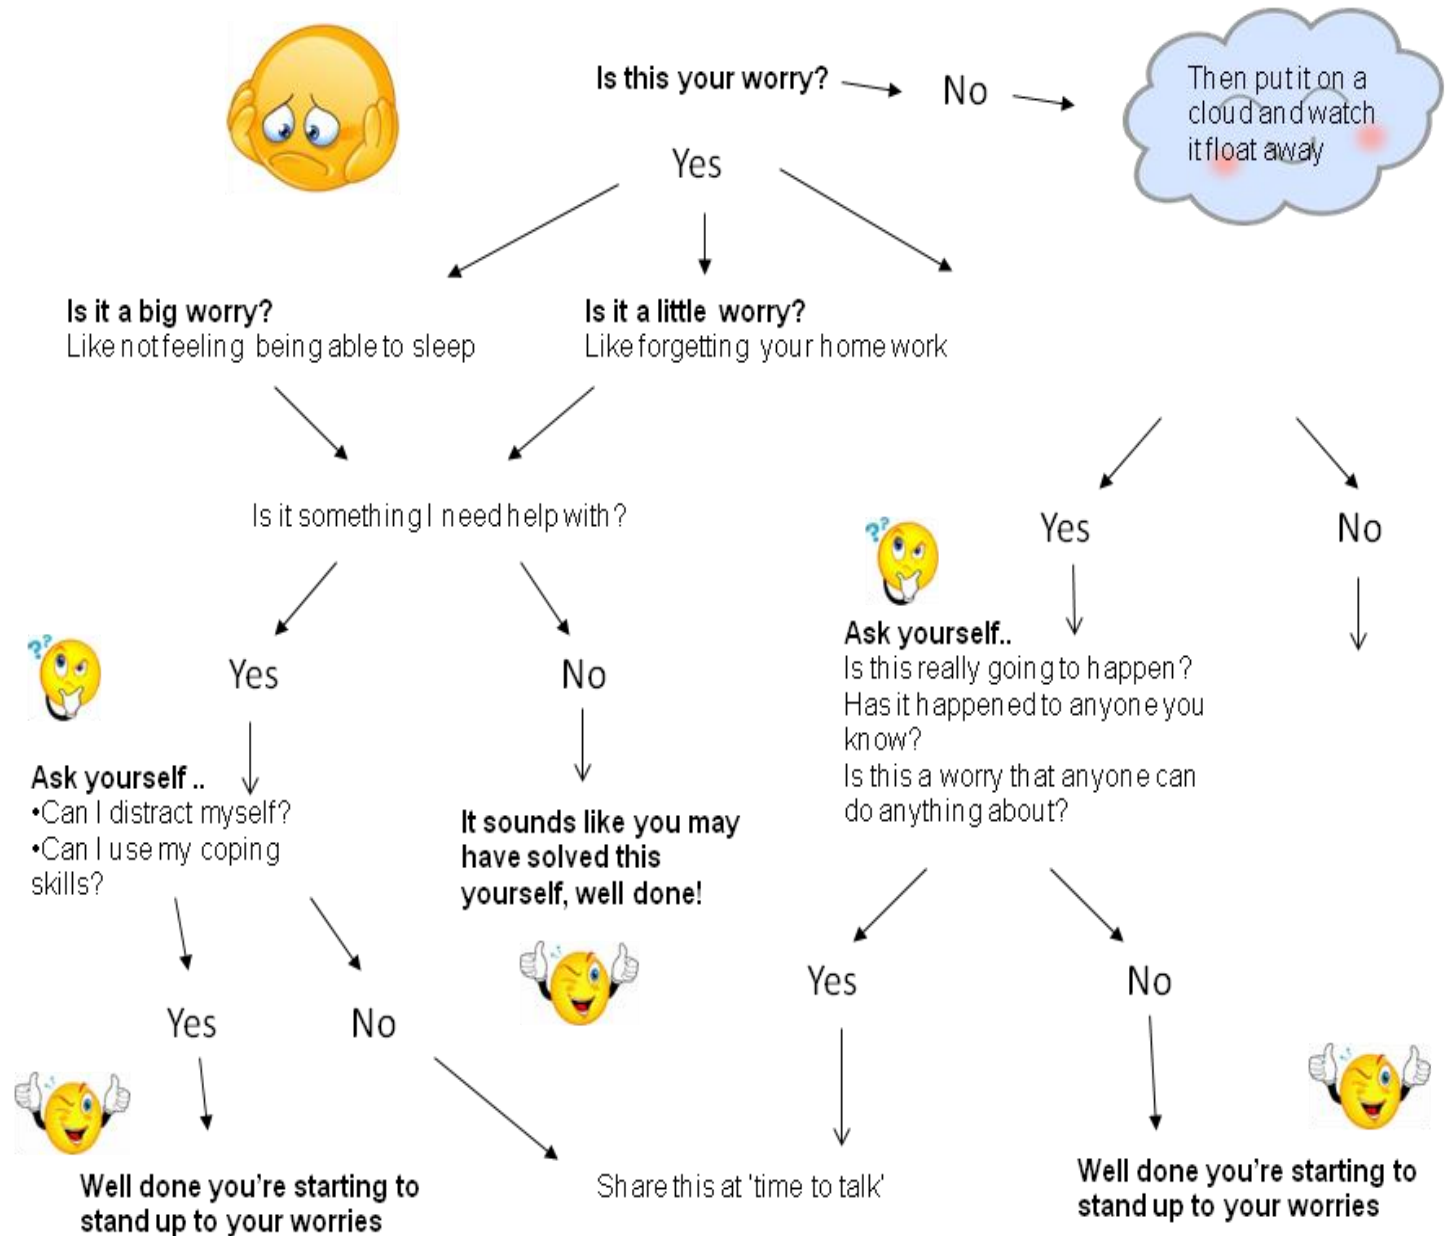 Is this your worry?
No
Then put it on a
cloud and watch
it float away
Yes
Is it a big worry?
Like not feeling being able to sleep
Is it a little worry?
Like forgetting your home work
Is it something I need help with?
Yes
No
??
Ask yourself ..
•Can I distract myself?
•Can I use my coping
skills?
It sounds like you may
have solved this
yourself, well done!
Yes
No
Well done you're starting to
stand up to your worries
Share this at 'time to talk'
Yes
No
??
Ask yourself..
Is this really going to happen?
Has it happened to anyone you
know?
Is this a worry that anyone can
do anything about?
Yes
No
Well done you're starting to
stand up to your worries